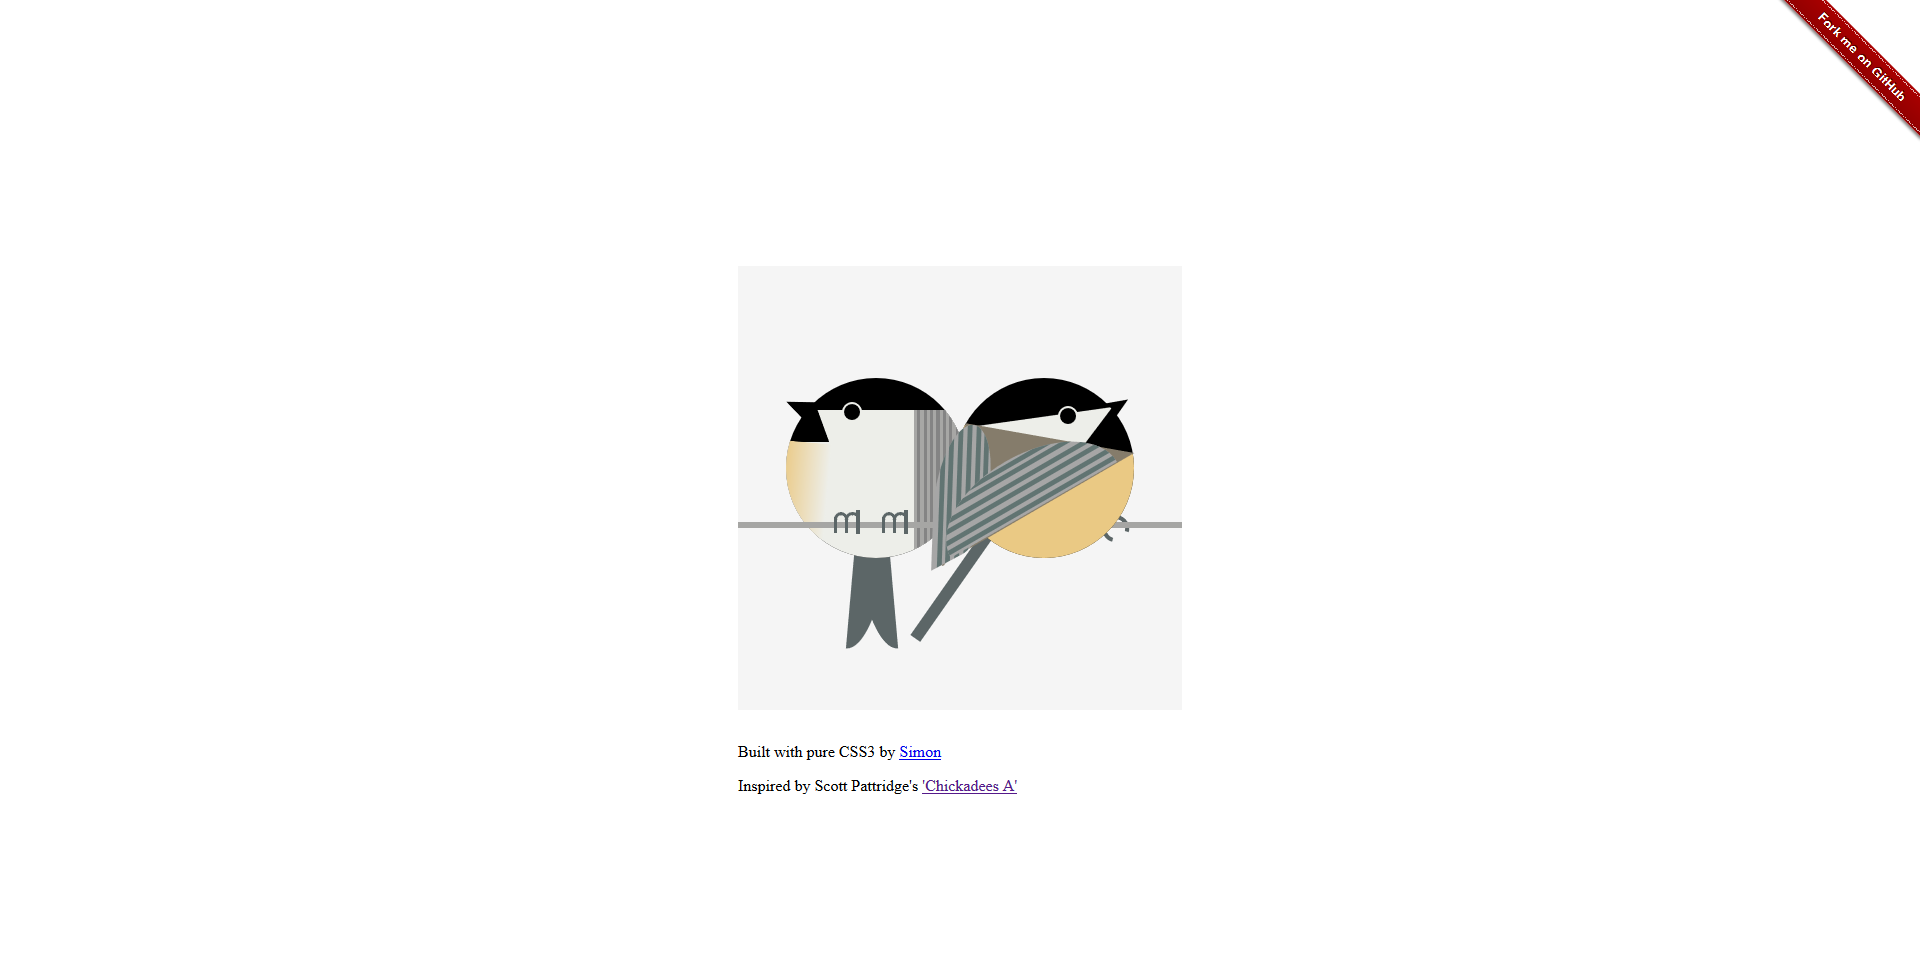 Fork me on GitHub
Built with pure CSS3 by Simon
Inspired by Scott Pattridge's 'Chickadees A'